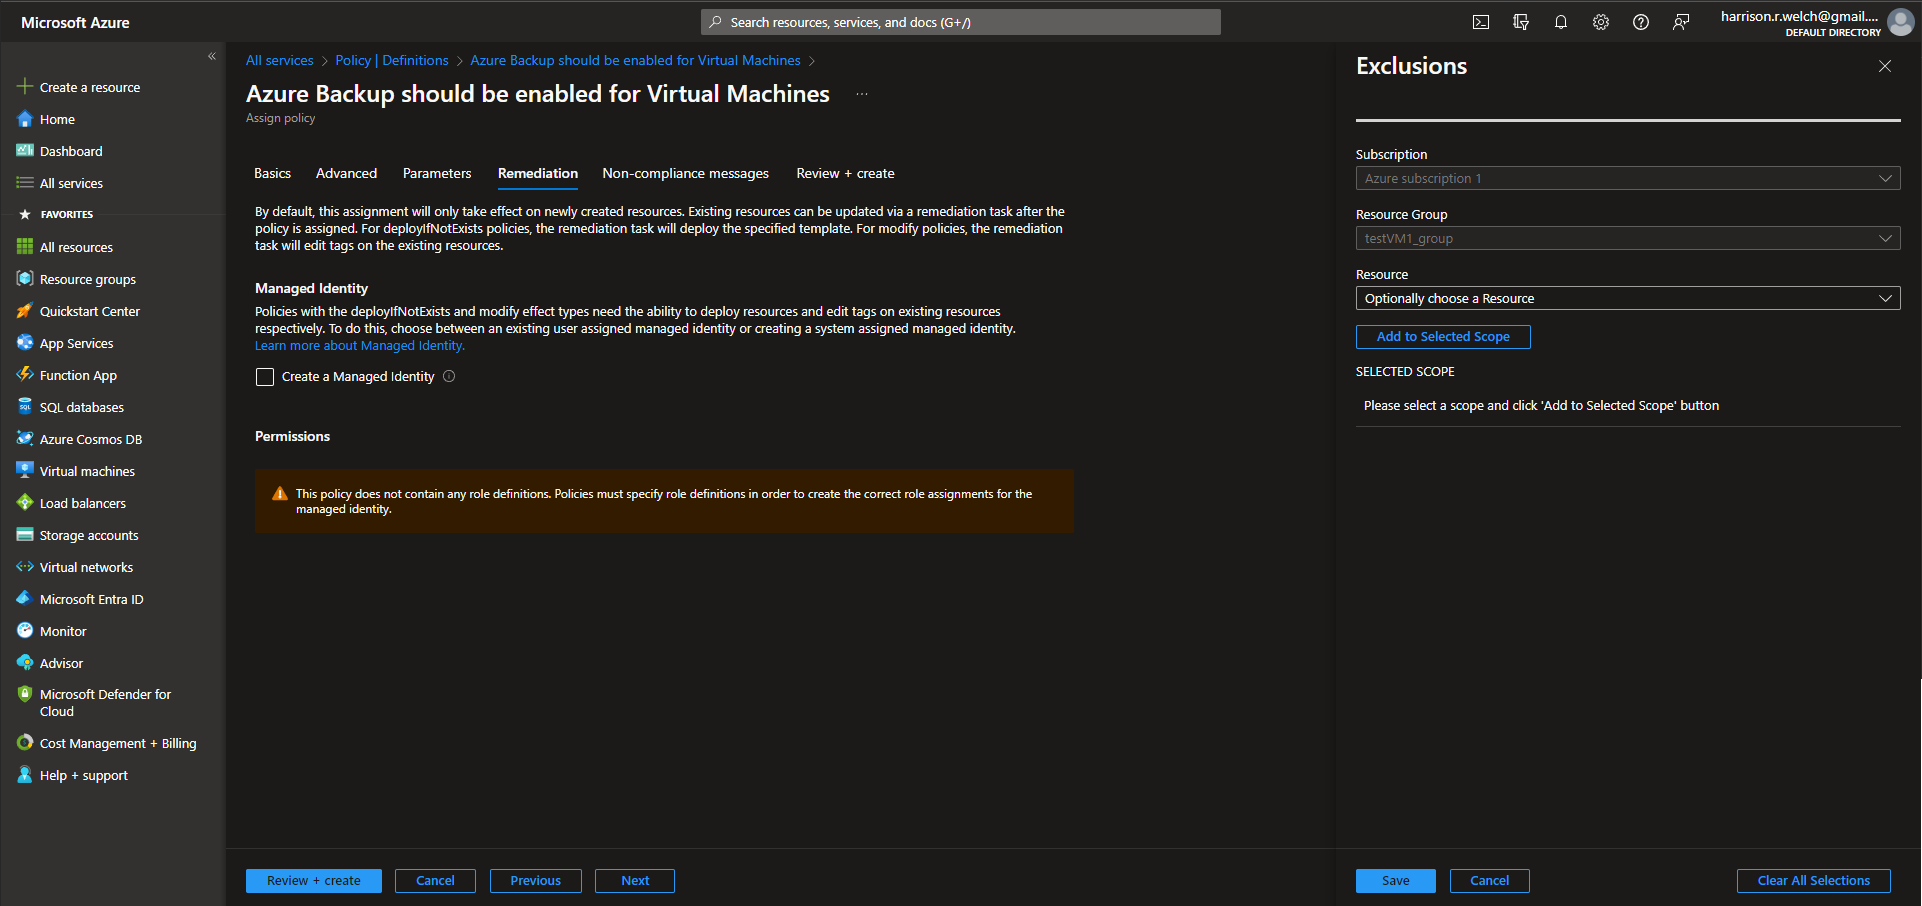 Microsoft Azure
Search resources, services, and docs (G+/)
harrison.r.welch@gmail....
DEFAULT DIRECTORY
«
Create a resource
Home
Dashboard
All services
FAVORITES
All resources
Resource groups
Quickstart Center
App Services
Function App
SQL databases
Azure Cosmos DB
Virtual machines
Load balancers
Storage accounts
Virtual networks
Microsoft Entra ID
Monitor
Advisor
Microsoft Defender for
Cloud
Cost Management + Billing
Help + support
All services > Policy | Definitions > Azure Backup should be enabled for Virtual Machines >
Azure Backup should be enabled for Virtual Machines ...
Assign policy
Basics Advanced Parameters Remediation Non-compliance messages Review + create
By default, this assignment will only take effect on newly created resources. Existing resources can be updated via a remediation task after the
policy is assigned. For deployIfNotExists policies, the remediation task will deploy the specified template. For modify policies, the remediation
task will edit tags on the existing resources.
Managed Identity
Policies with the deployIfNotExists and modify effect types need the ability to deploy resources and edit tags on existing resources
respectively. To do this, choose between an existing user assigned managed identity or creating a system assigned managed identity.
Learn more about Managed Identity.
Create a Managed Identity
Permissions
This policy does not contain any role definitions. Policies must specify role definitions in order to create the correct role assignments for the
managed identity.
Review + create Cancel Previous Next
Exclusions
Subscription
Azure subscription 1
Resource Group
testVM1_group
Resource
Optionally choose a Resource
Add to Selected Scope
SELECTED SCOPE
Please select a scope and click 'Add to Selected Scope' button
Save Cancel Clear All Selections